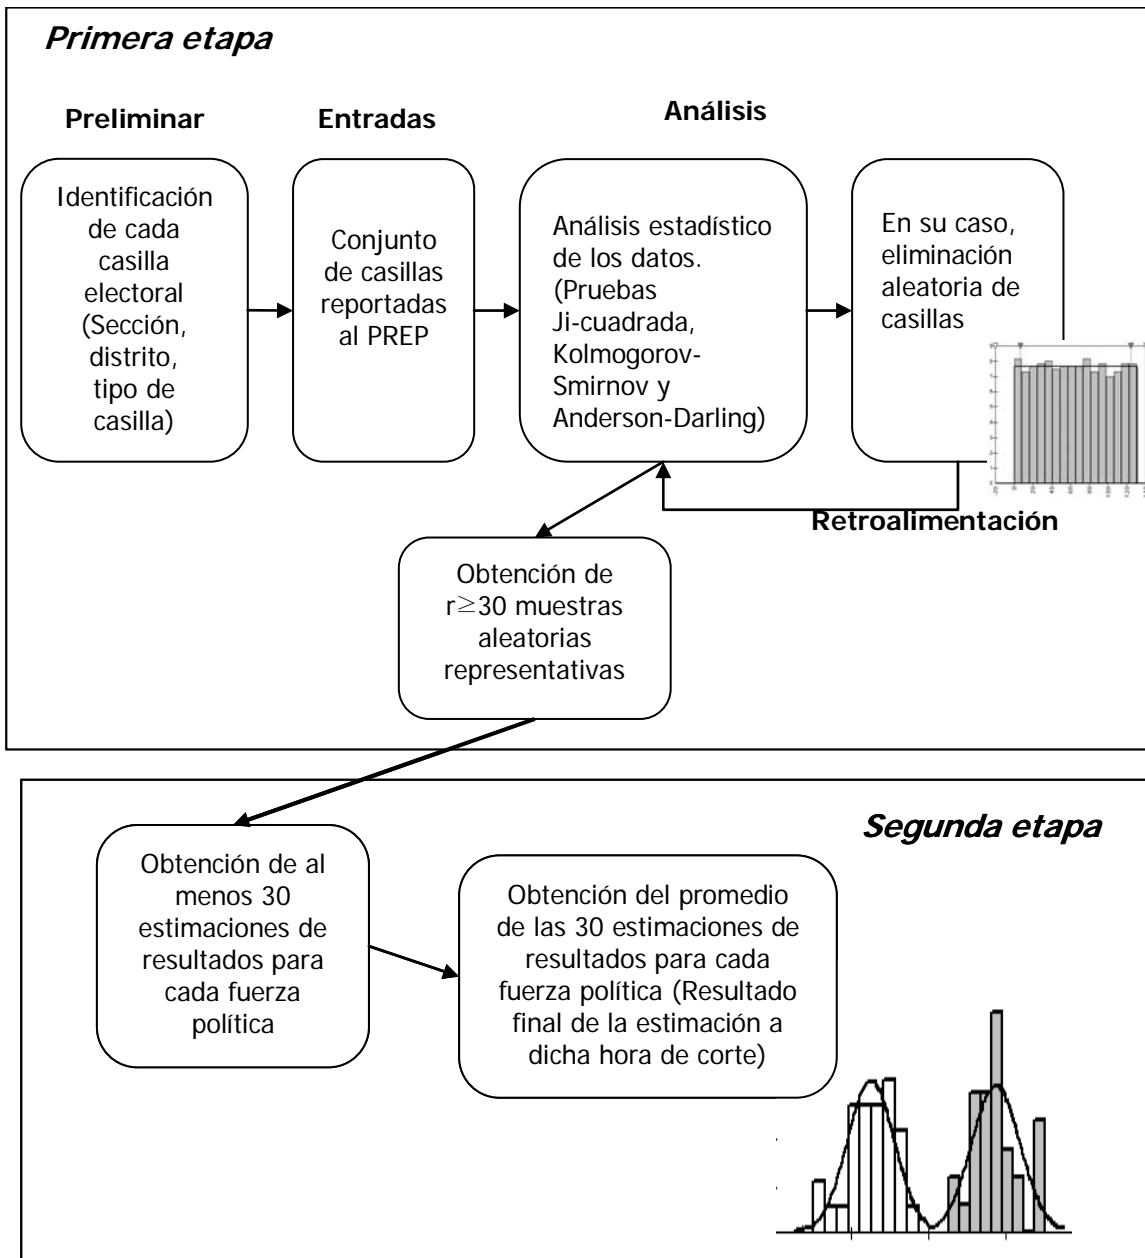 Primera etapa
Preliminar
Entradas
Análisis
Identificación
de cada
casilla
electoral
(Sección,
distrito,
tipo de
casilla)
Conjunto
de casillas
reportadas
al PREP
Análisis estadístico
de los datos.
(Pruebas
Ji-cuadrada,
Kolmogorov-
Smirnov y
Anderson-Darling)
En su caso,
eliminación
aleatoria de
casillas
Retroalimentación
Obtención de
r≥30 muestras
aleatorias
representativas
Segunda etapa
Obtención de al
menos 30
estimaciones de
resultados para
cada fuerza
política
Obtención del promedio
de las 30 estimaciones de
resultados para cada
fuerza política (Resultado
final de la estimación a
dicha hora de corte)